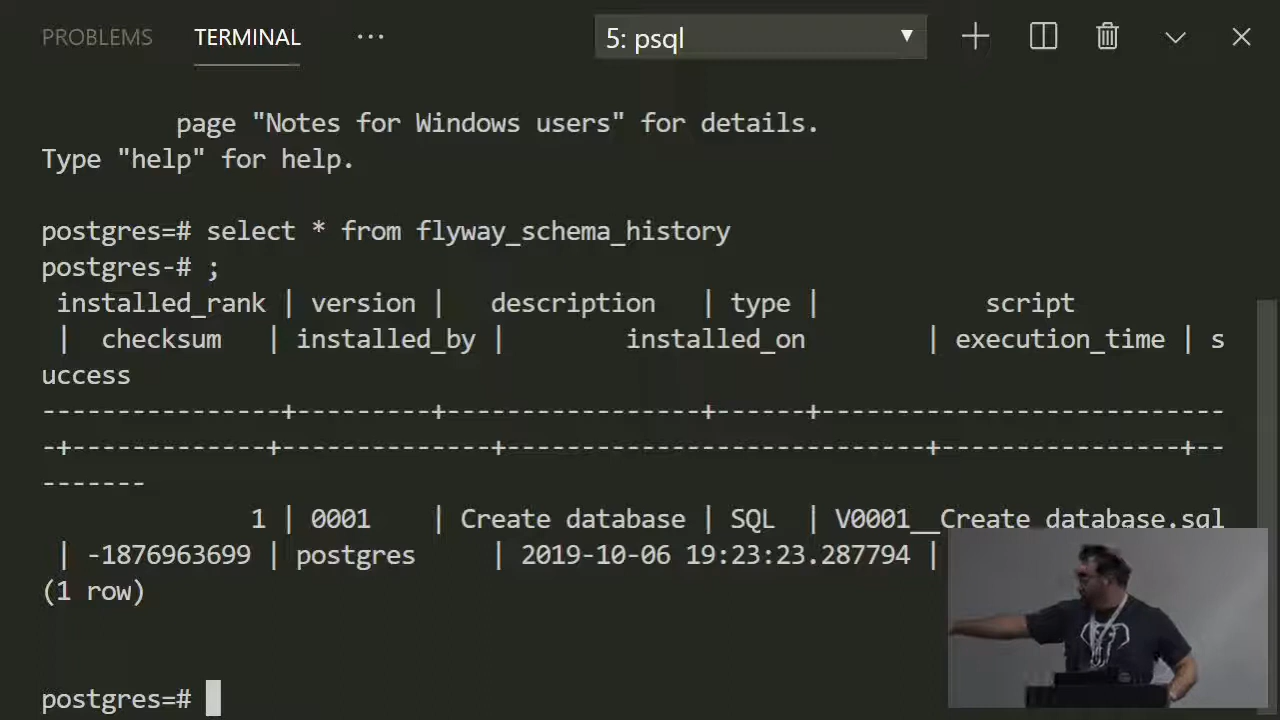 PROBLEMS TERMINAL ··· 5: psql
page "Notes for Windows users" for details.
Type "help" for help.
postgres=# select * from flyway_schema_history
postgres-# ;
installed_rank | version | description | type | script
| checksum | installed_by | installed_on | execution_time | s
uccess
----------------+---------+-----------------+------+---------------------------
-+-------------+--------------+----------------------------+----------------+--
-------
1 | 0001 | Create database | SQL | V0001__Create database.sql
| -1876963699 | postgres | 2019-10-06 19:23:23.287794 |
(1 row)
postgres=#